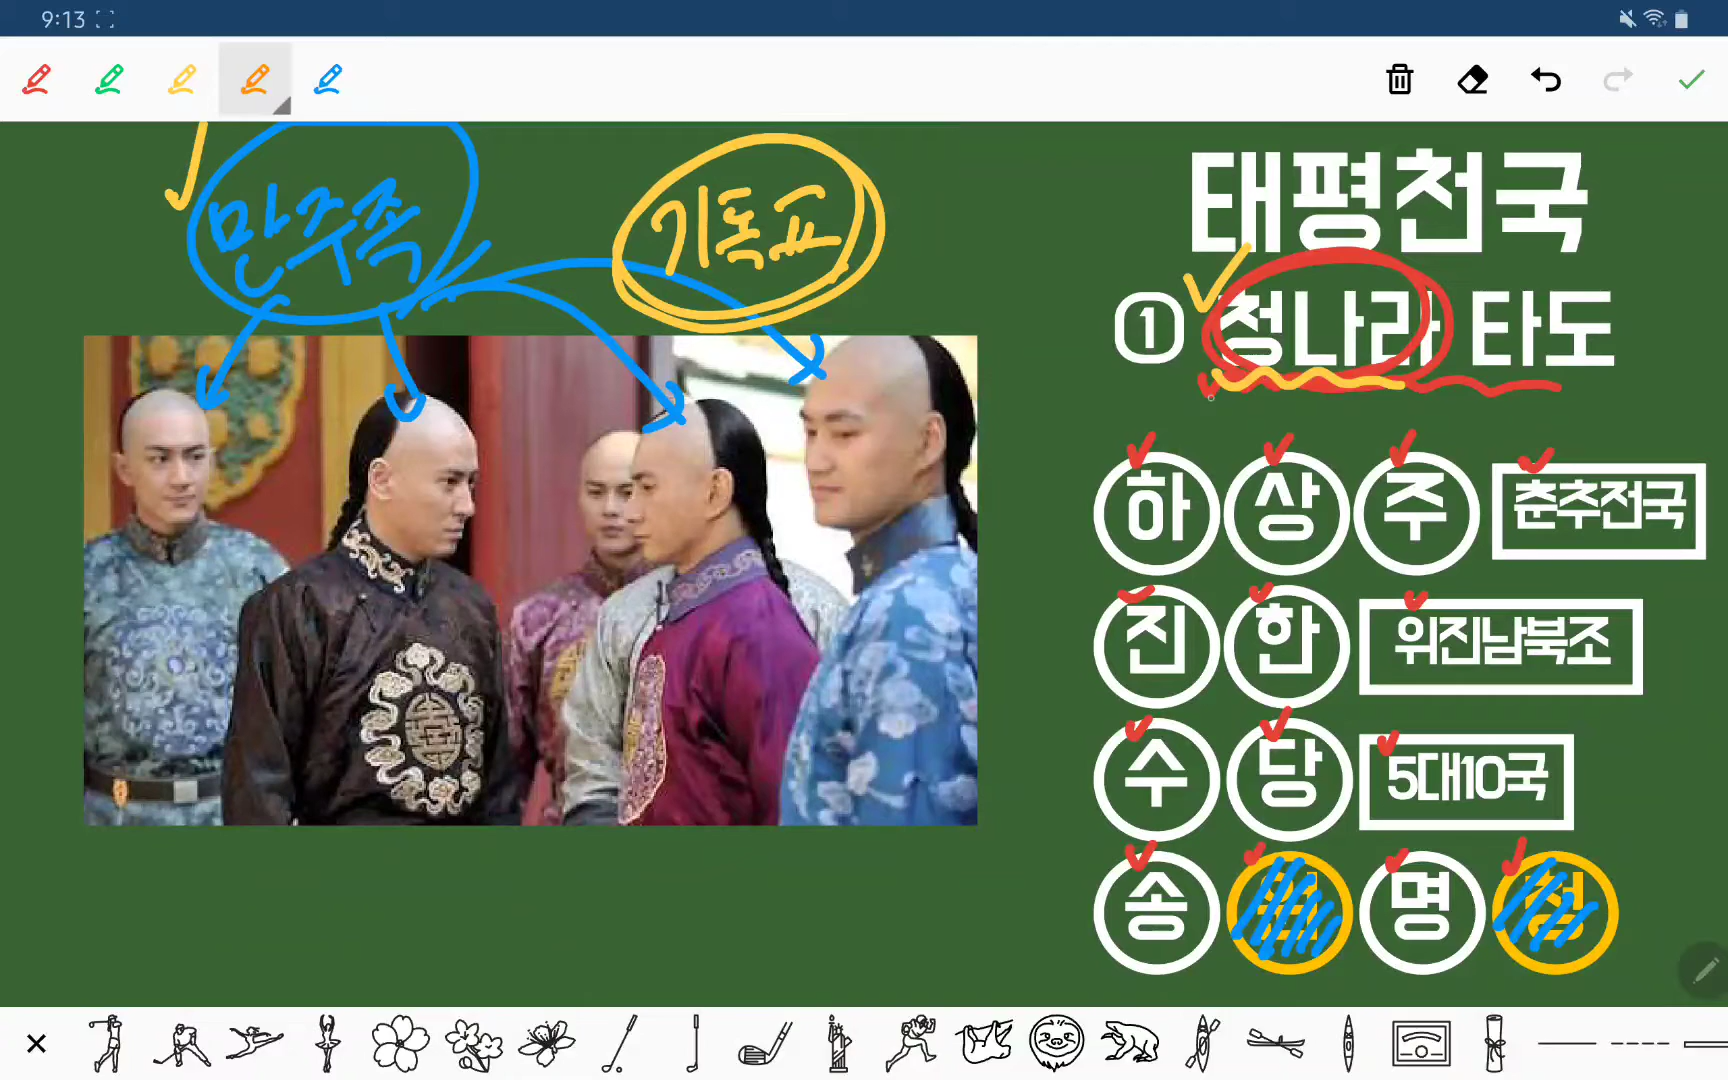 9:13
만주족
기독교
태평천국
① 청나라 타도
하 상 주 춘추전국
진 한 위진남북조
수 당 5대10국
송 원 명 청